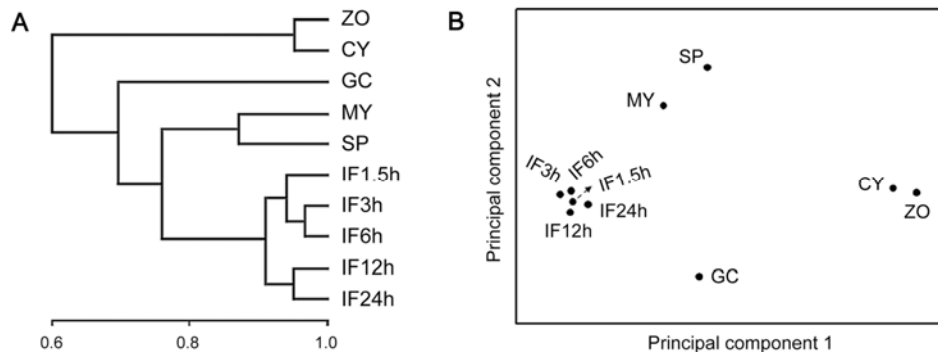 A
ZO
CY
GC
MY
SP
IF1.5h
IF3h
IF6h
IF12h
IF24h
0.6 0.8 1.0
B
Principal component 2
SP
MY
IF3h
IF6h
IF1.5h
IF24h
IF12h
CY
ZO
GC
Principal component 1